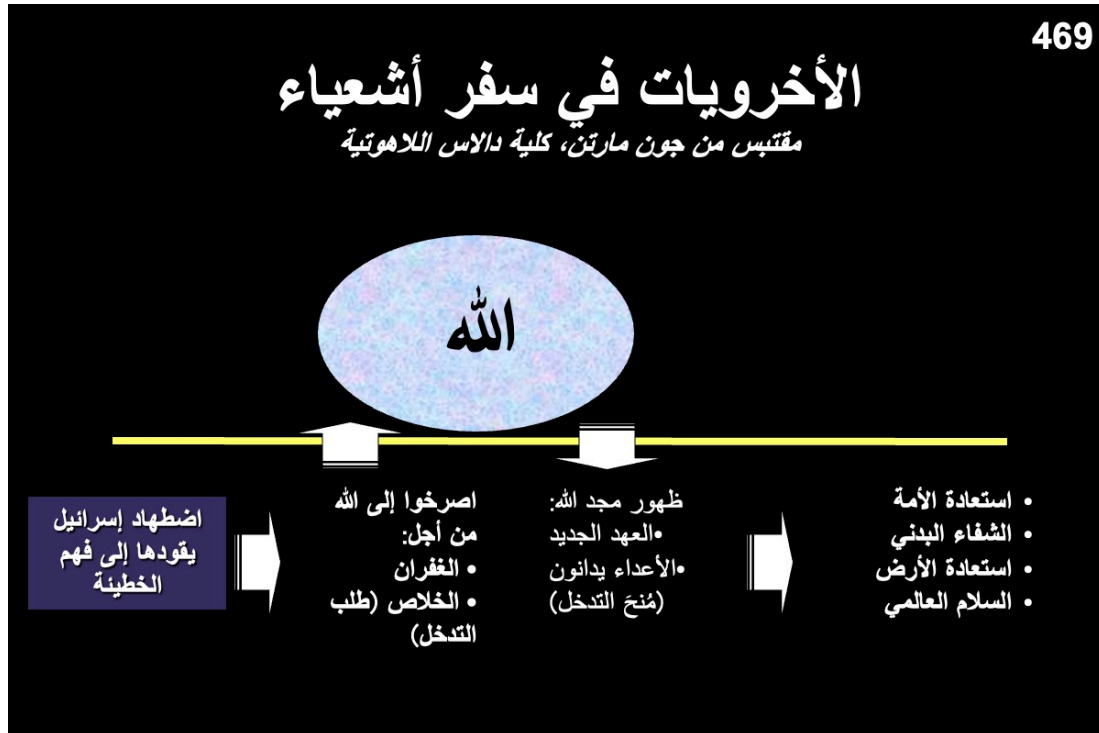 469
الأخرويات في سفر أشعياء
مقتبس من جون مارتن، كلية دالاس اللاهوتية
الله
اضطهاد إسرائيل
يقودها إلى فهم
الخطيئة
اصرخوا إلى الله
من أجل:
• الغفران
• الخلاص (طلب
التدخل)
ظهور مجد الله:
•العهد الجديد
•الأعداء يدانون
(مُنحَ التدخل)
• استعادة الأمة
• الشفاء البدني
• استعادة الأرض
• السلام العالمي